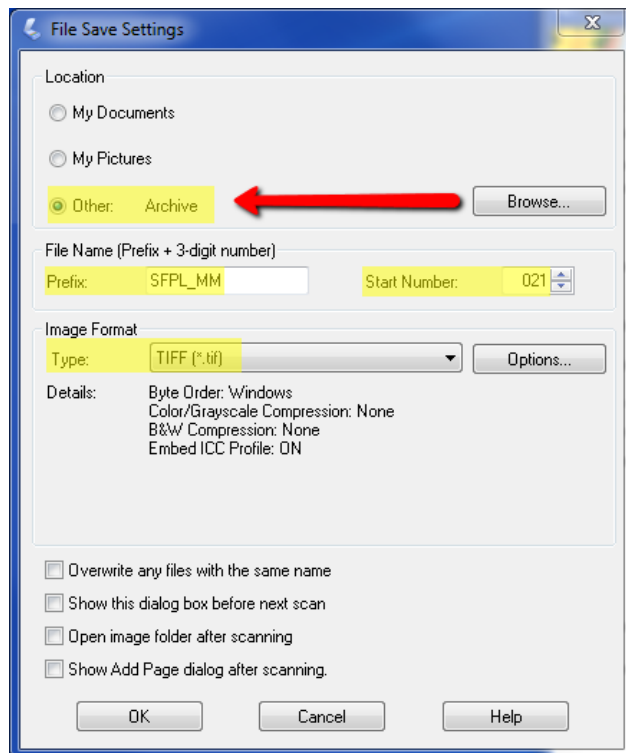 File Save Settings
Location
My Documents
My Pictures
Other: Archive
Browse...
File Name (Prefix + 3-digit number)
Prefix: SFPL_MM Start Number: 021
Image Format
Type: TIFF (*.tif) Options...
Details: Byte Order: Windows
Color/Grayscale Compression: None
B&W Compression: None
Embed ICC Profile: ON
Overwrite any files with the same name
Show this dialog box before next scan
Open image folder after scanning
Show Add Page dialog after scanning.
OK Cancel Help